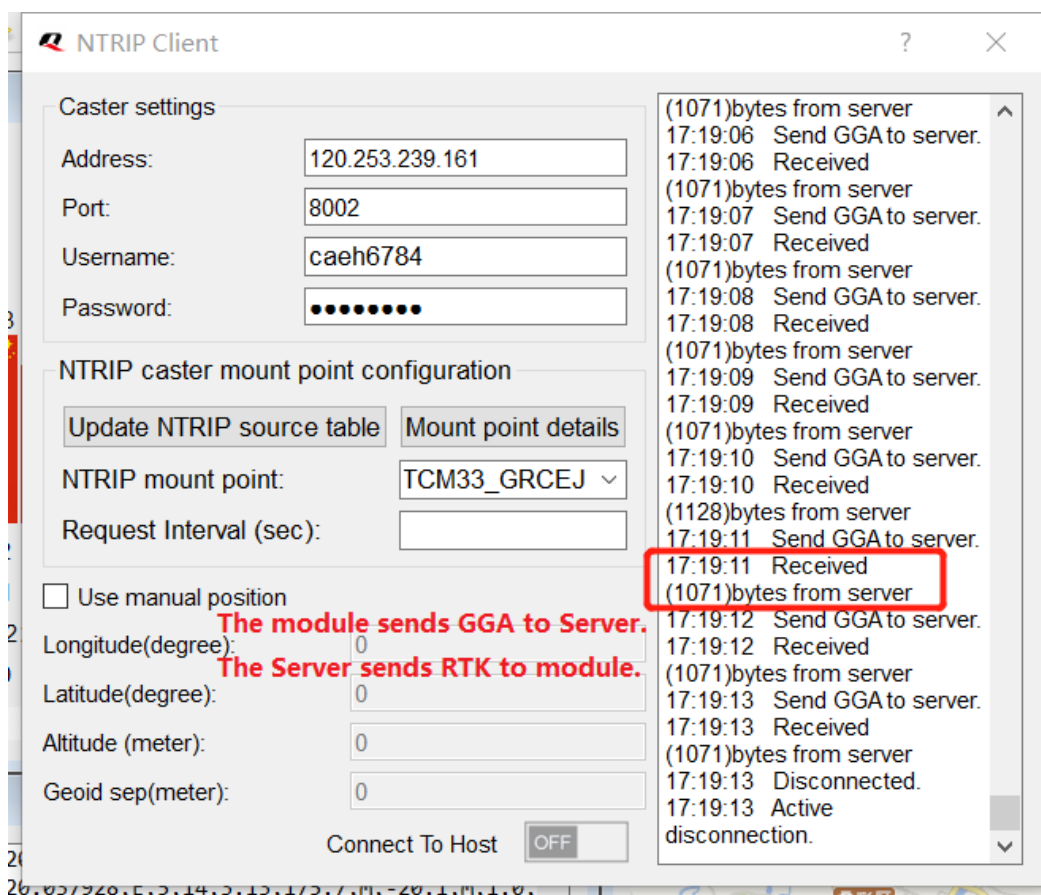 NTRIP Client
?
Caster settings
Address:
120.253.239.161
Port:
8002
Username:
caeh6784
Password:
●●●●●●●●
NTRIP caster mount point configuration
Update NTRIP source table
Mount point details
NTRIP mount point:
TCM33_GRCEJ
Request Interval (sec):
Use manual position
The module sends GGA to Server.
Longitude(degree):
0
The Server sends RTK to module.
Latitude(degree):
0
Altitude (meter):
0
Geoid sep(meter):
0
Connect To Host
OFF
(1071)bytes from server
17:19:06 Send GGA to server.
17:19:06 Received
(1071)bytes from server
17:19:07 Send GGA to server.
17:19:07 Received
(1071)bytes from server
17:19:08 Send GGA to server.
17:19:08 Received
(1071)bytes from server
17:19:09 Send GGA to server.
17:19:09 Received
(1071)bytes from server
17:19:10 Send GGA to server.
17:19:10 Received
(1128)bytes from server
17:19:11 Send GGA to server.
17:19:11 Received
(1071)bytes from server
17:19:12 Send GGA to server.
17:19:12 Received
(1071)bytes from server
17:19:13 Send GGA to server.
17:19:13 Received
(1071)bytes from server
17:19:13 Disconnected.
17:19:13 Active
disconnection.